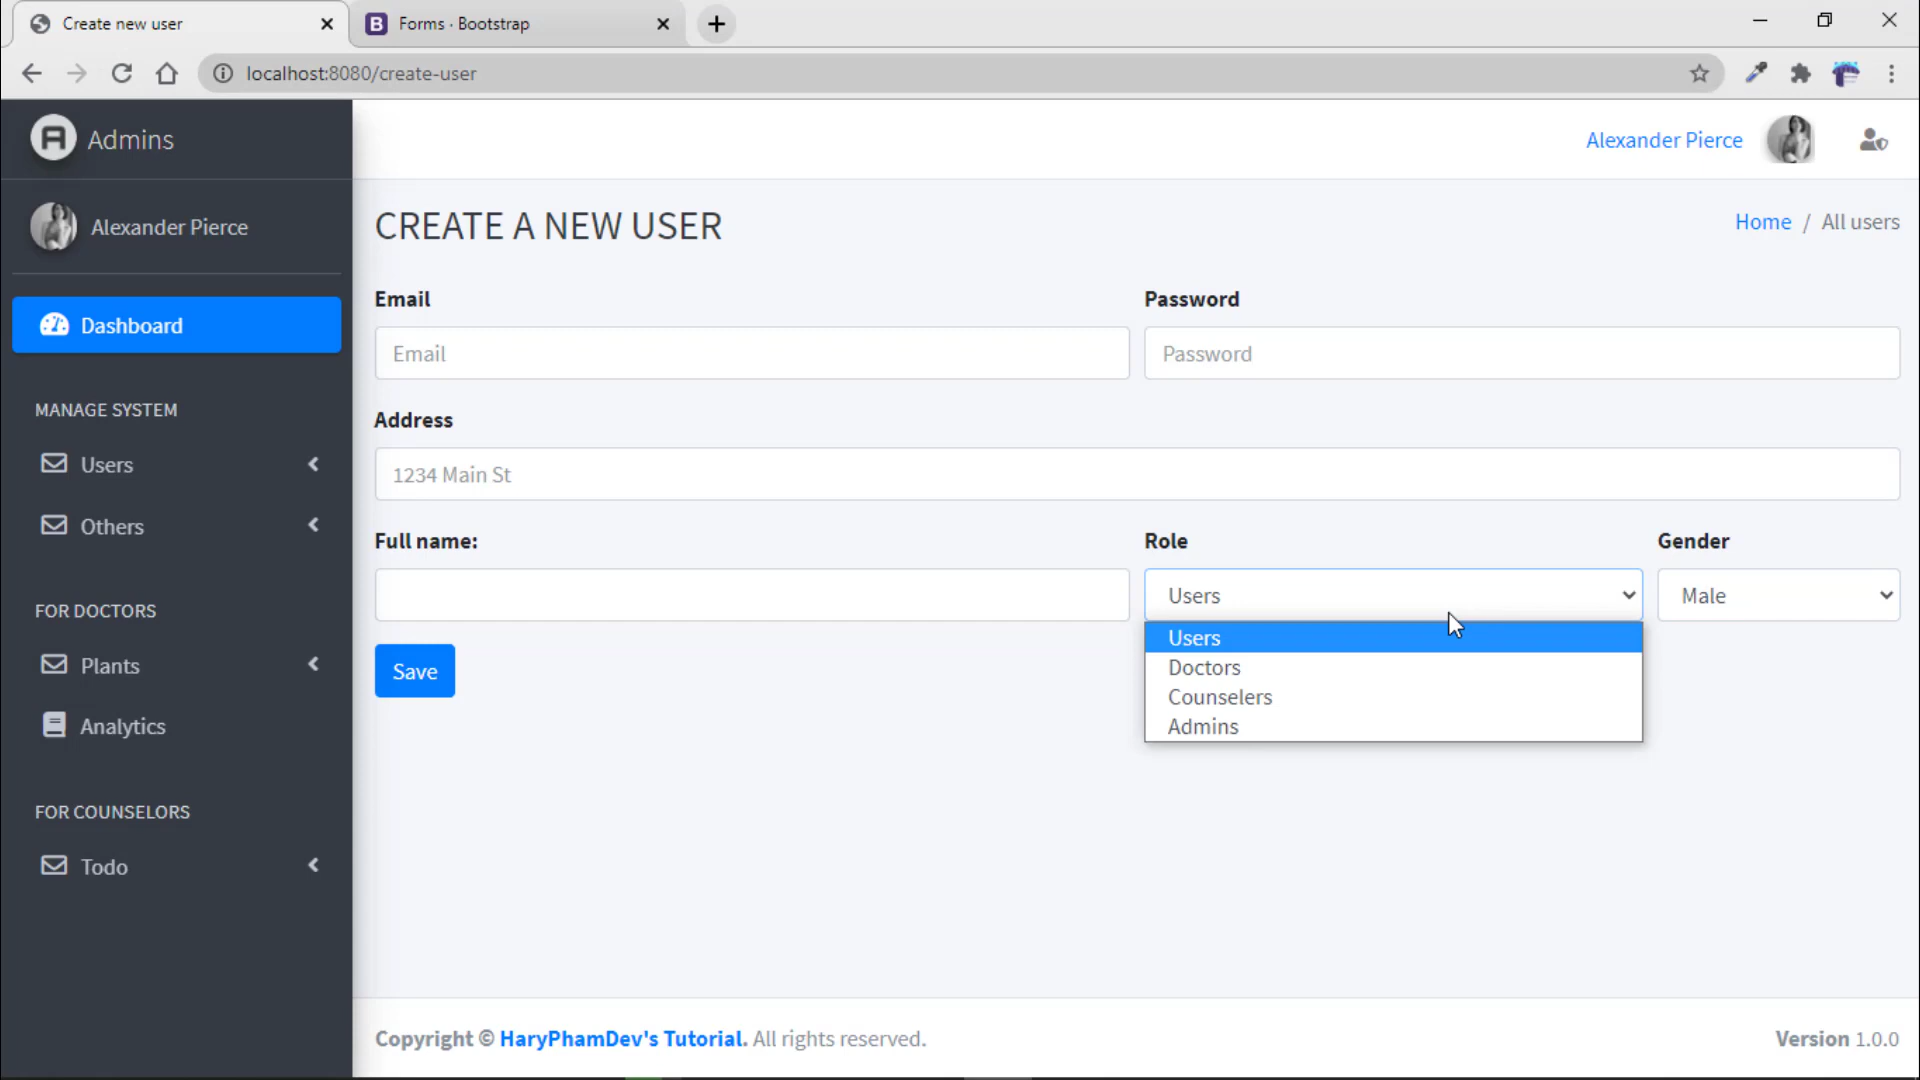 Create new user
Forms · Bootstrap
localhost:8080/create-user
Admins
Alexander Pierce
Alexander Pierce
CREATE A NEW USER
Home / All users
Dashboard
MANAGE SYSTEM
Users
Others
FOR DOCTORS
Plants
Analytics
FOR COUNSELORS
Todo
Email
Password
Email
Password
Address
1234 Main St
Full name:
Role
Gender
Users
Male
Users
Doctors
Counselers
Admins
Save
Copyright © HaryPhamDev's Tutorial. All rights reserved.
Version 1.0.0